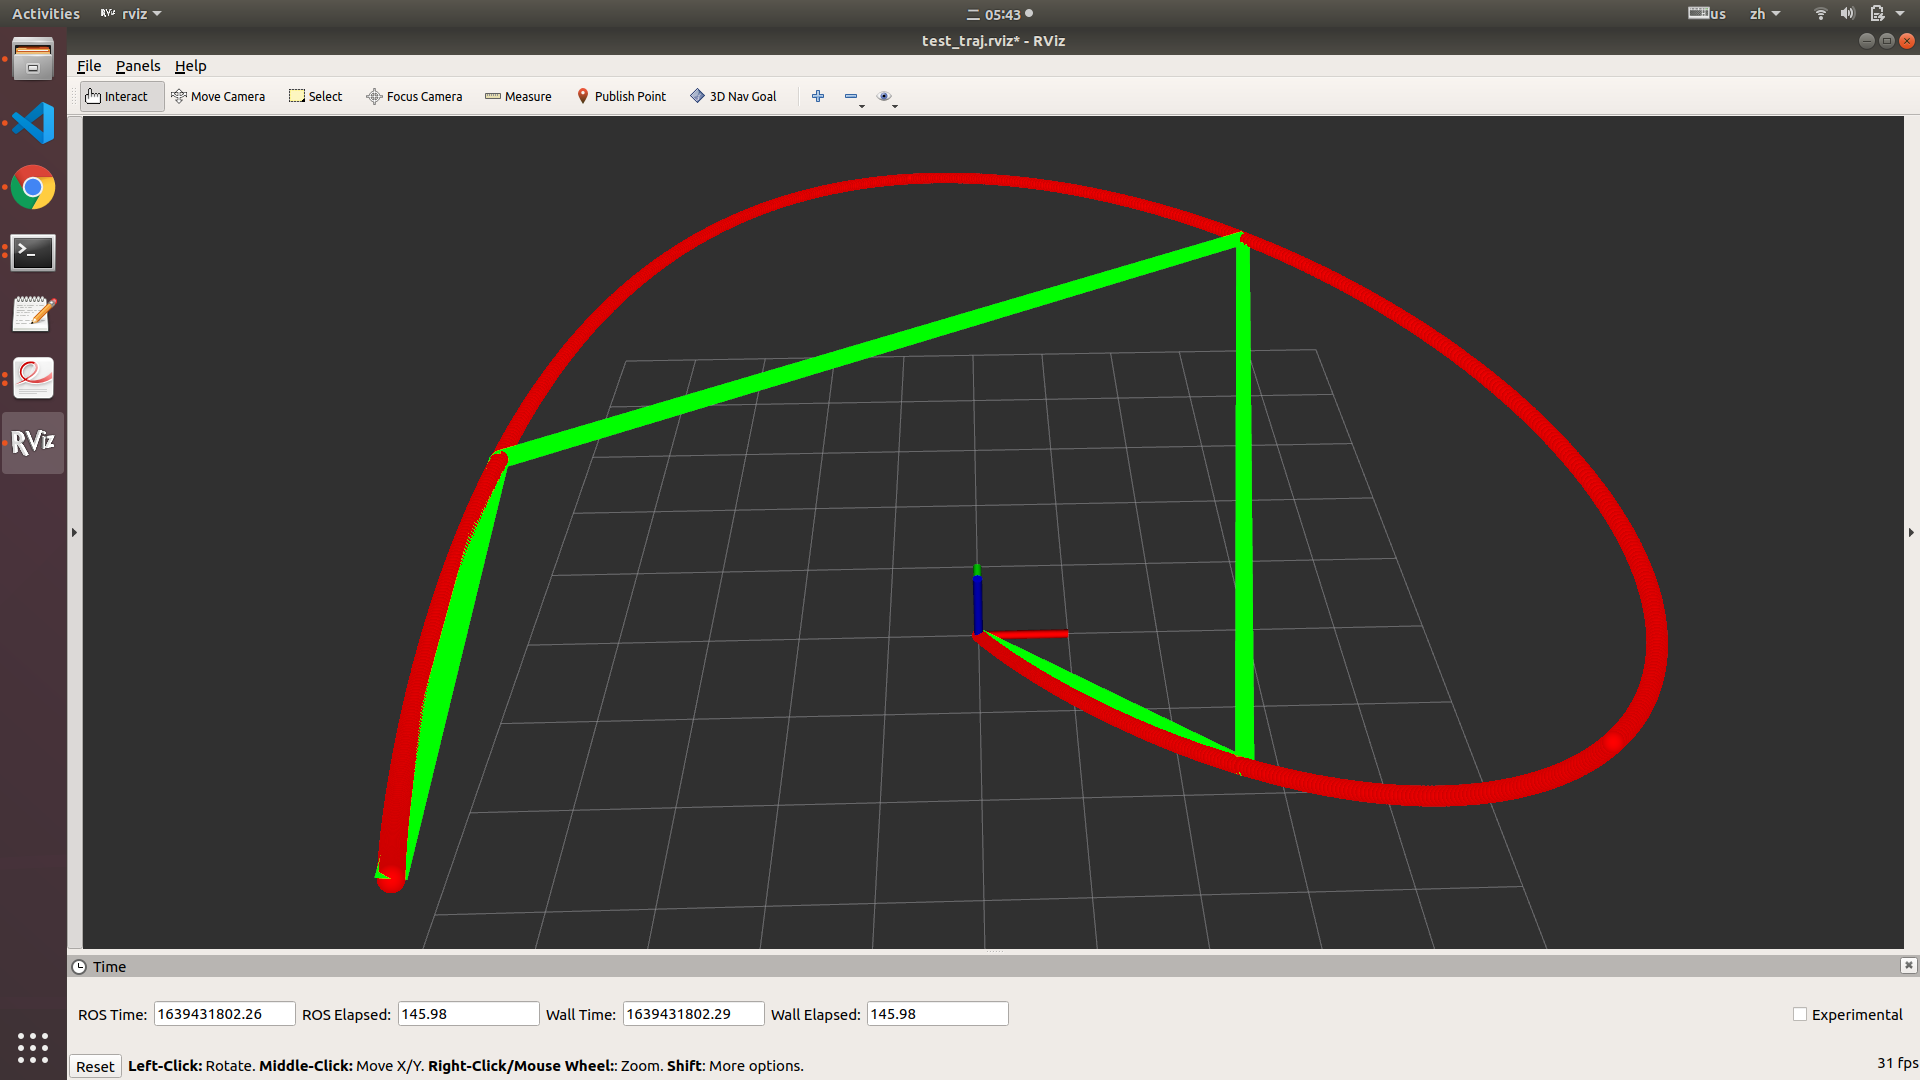 Activities RViz rviz 二 05:43 us zh
test_traj.rviz* - RViz
File Panels Help
Interact Move Camera Select Focus Camera Measure Publish Point 3D Nav Goal
RViz
Time
ROS Time: 1639431802.26 ROS Elapsed: 145.98 Wall Time: 1639431802.29 Wall Elapsed: 145.98 Experimental
Reset Left-Click: Rotate. Middle-Click: Move X/Y. Right-Click/Mouse Wheel:: Zoom. Shift: More options. 31 fps